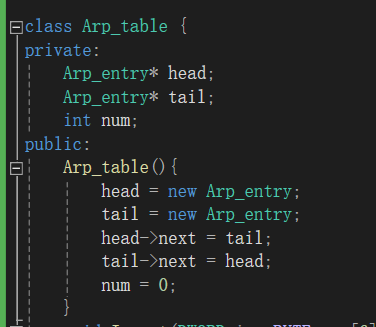 class Arp_table {
private:
    Arp_entry* head;
    Arp_entry* tail;
    int num;
public:
    Arp_table(){
        head = new Arp_entry;
        tail = new Arp_entry;
        head->next = tail;
        tail->next = head;
        num = 0;
    }